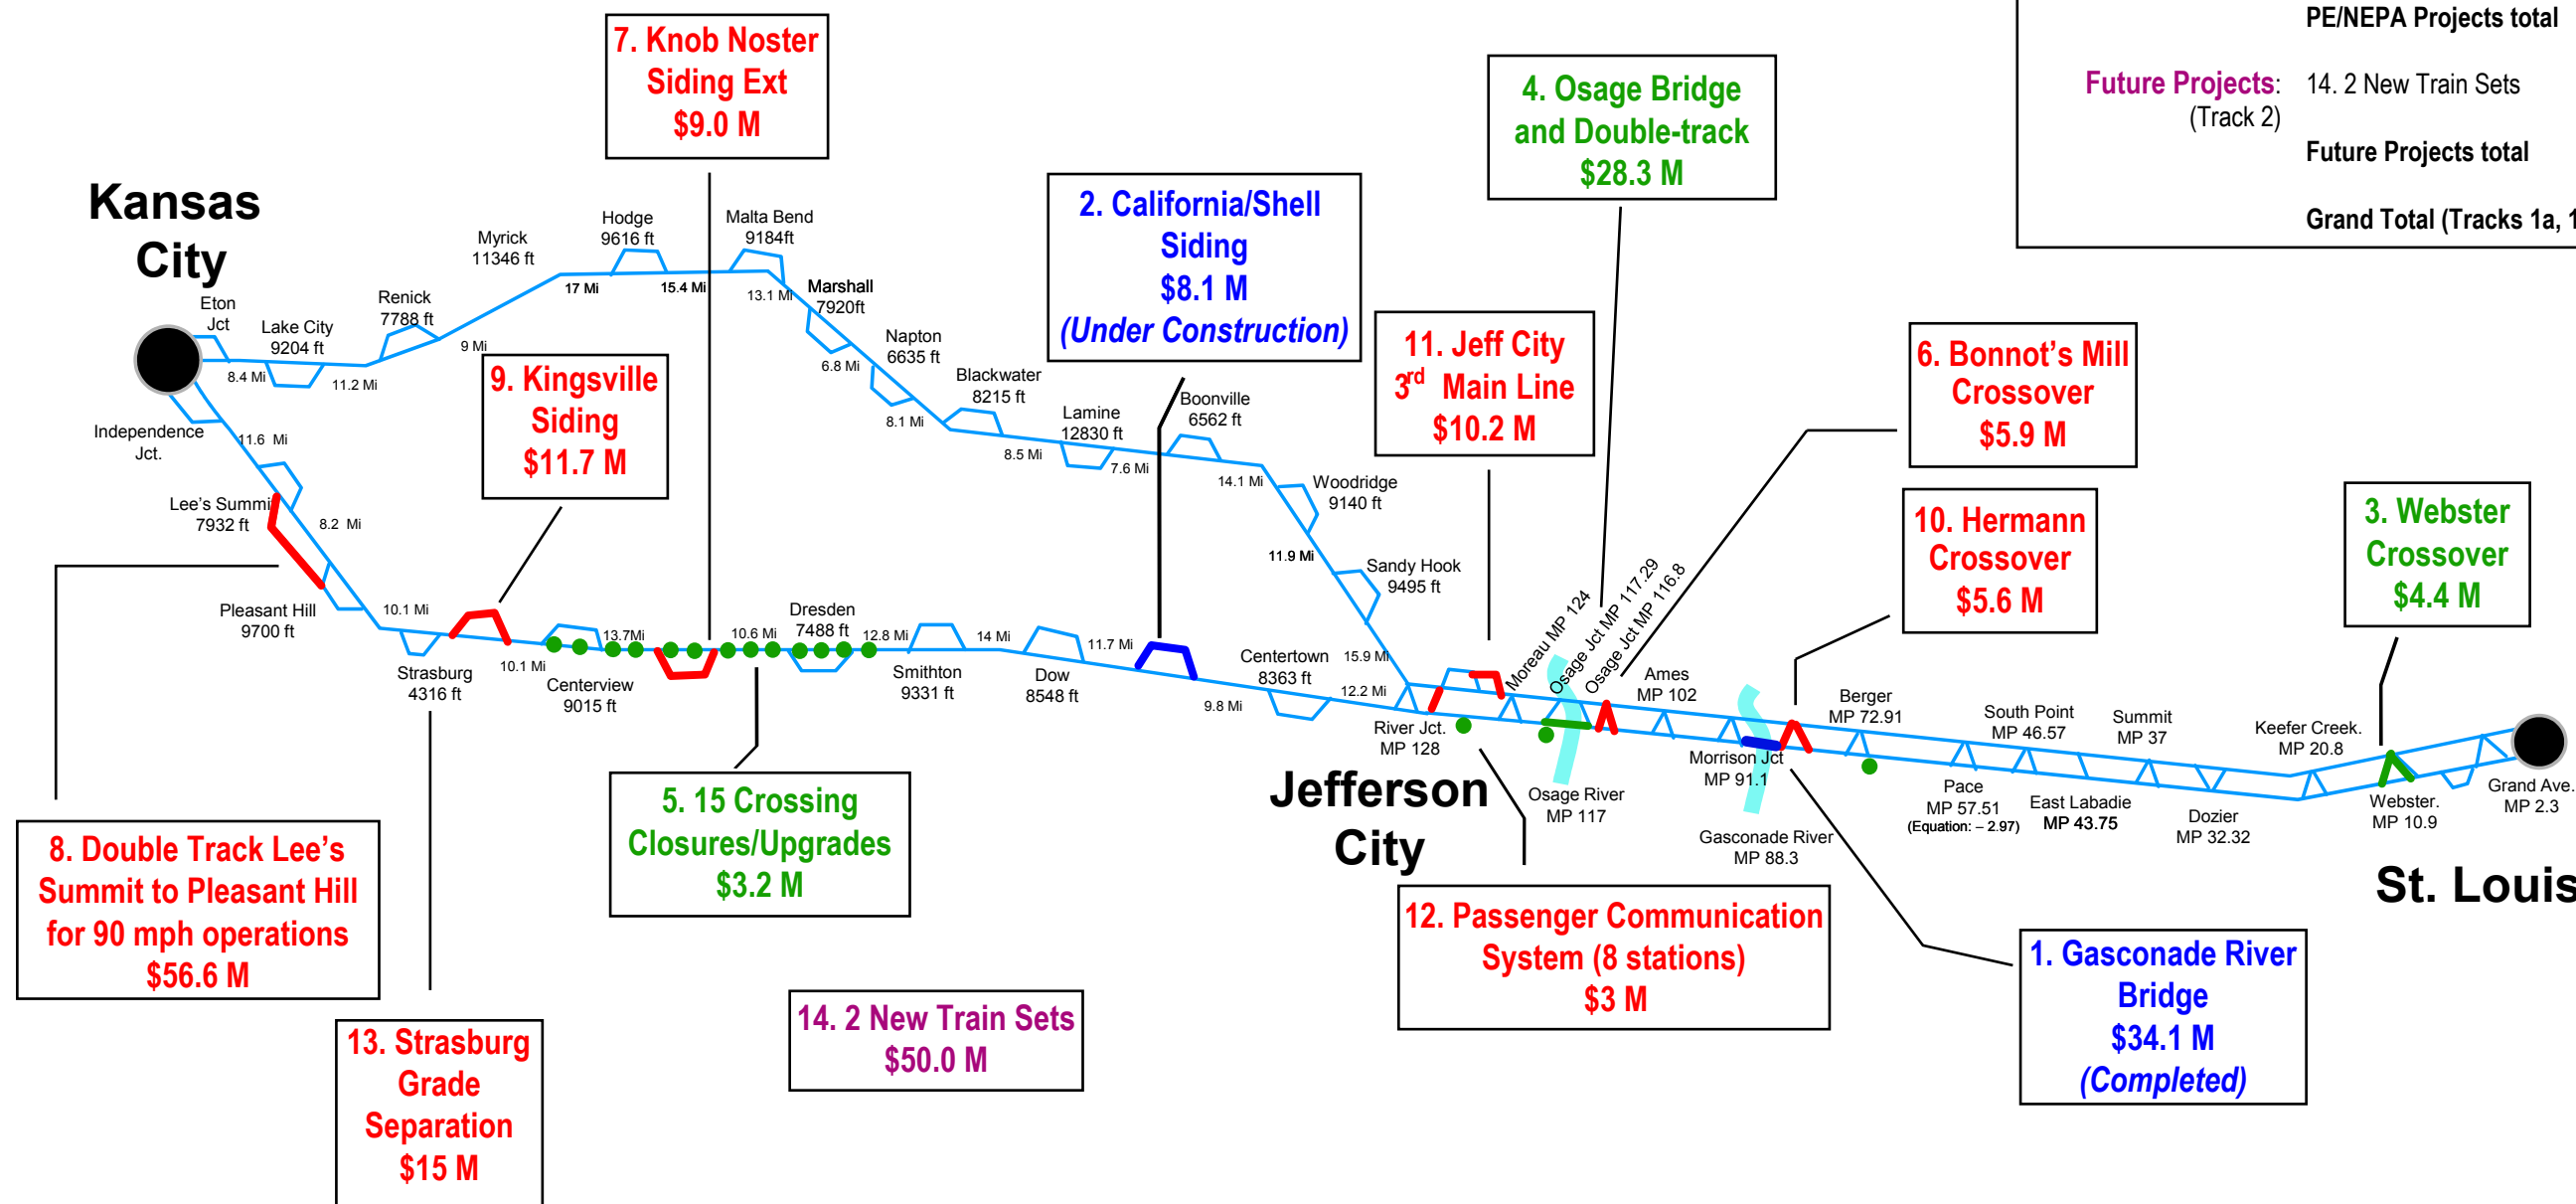 PE/NEPA Projects total
Future Projects: 14. 2 New Train Sets
(Track 2)
Future Projects total
Grand Total (Tracks 1a, 1
7. Knob Noster
Siding Ext
$9.0 M
4. Osage Bridge
and Double-track
$28.3 M
2. California/Shell
Siding
$8.1 M
(Under Construction)
Kansas
City
Eton
Jct
Lake City
9204 ft
Renick
7788 ft
Myrick
11346 ft
Hodge
9616 ft
Malta Bend
9184ft
Marshall
7920ft
Napton
6635 ft
Blackwater
8215 ft
Lamine
12830 ft
Boonville
6562 ft
Woodridge
9140 ft
Sandy Hook
9495 ft
8.4 Mi
11.2 Mi
9 Mi
17 Mi
15.4 Mi
13.1 Mi
6.8 Mi
8.1 Mi
8.5 Mi
7.6 Mi
14.1 Mi
11.9 Mi
15.9 Mi
11. Jeff City
3rd Main Line
$10.2 M
6. Bonnot's Mill
Crossover
$5.9 M
10. Hermann
Crossover
$5.6 M
3. Webster
Crossover
$4.4 M
9. Kingsville
Siding
$11.7 M
Independence
Jct.
11.6 Mi
Lee's Summi
7932 ft
8.2 Mi
Pleasant Hill
9700 ft
10.1 Mi
Strasburg
4316 ft
10.1 Mi
Centerview
9015 ft
13.7Mi
10.6 Mi
Dresden
7488 ft
12.8 Mi
Smithton
9331 ft
14 Mi
Dow
8548 ft
11.7 Mi
9.8 Mi
Centertown
8363 ft
12.2 Mi
River Jct.
MP 128
Moreau MP 124
Osage Jct MP 117.29
Osage Jct MP 116.8
Ames
MP 102
Osage River
MP 117
Morrison Jct
MP 91.1
Gasconade River
MP 88.3
Berger
MP 72.91
Pace
MP 57.51
(Equation: – 2.97)
South Point
MP 46.57
East Labadie
MP 43.75
Summit
MP 37
Dozier
MP 32.32
Keefer Creek.
MP 20.8
Webster.
MP 10.9
Grand Ave.
MP 2.3
Jefferson
City
St. Louis
8. Double Track Lee's
Summit to Pleasant Hill
for 90 mph operations
$56.6 M
5. 15 Crossing
Closures/Upgrades
$3.2 M
12. Passenger Communication
System (8 stations)
$3 M
1. Gasconade River
Bridge
$34.1 M
(Completed)
13. Strasburg
Grade
Separation
$15 M
14. 2 New Train Sets
$50.0 M